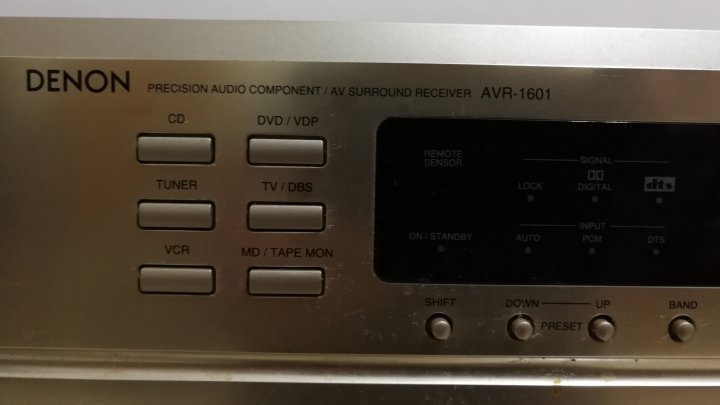 DENON PRECISION AUDIO COMPONENT / AV SURROUND RECEIVER AVR-1601
CD DVD / VDP
TUNER TV / DBS
VCR MD / TAPE MON
REMOTE SENSOR
SIGNAL
LOCK DIGITAL dts
INPUT
ON / STANDBY AUTO PCM DTS
SHIFT DOWN UP BAND
PRESET